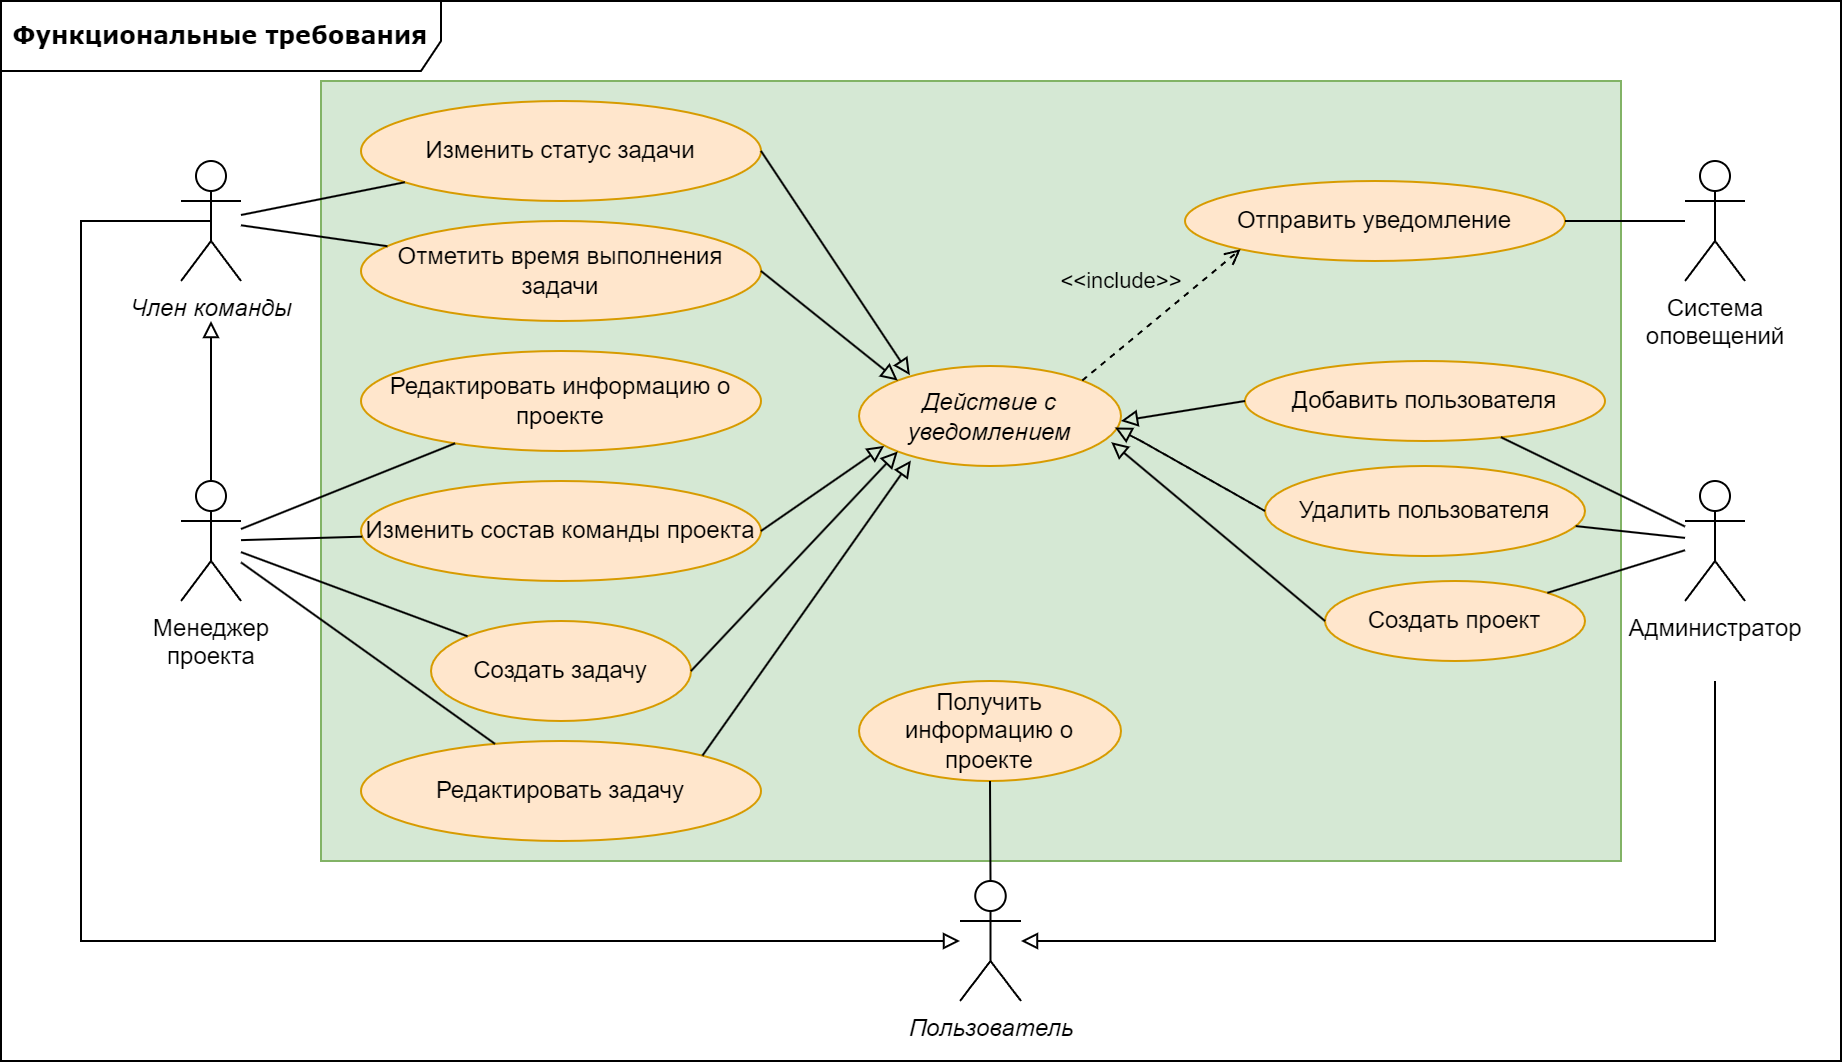 Функциональные требования
Изменить статус задачи
Отметить время выполнения
задачи
Редактировать информацию о
проекте
Изменить состав команды проекта
Создать задачу
Редактировать задачу
Член команды
Менеджер
проекта
Действие с
уведомлением
<<include>>
Отправить уведомление
Добавить пользователя
Удалить пользователя
Создать проект
Система
оповещений
Администратор
Получить
информацию о
проекте
Пользователь